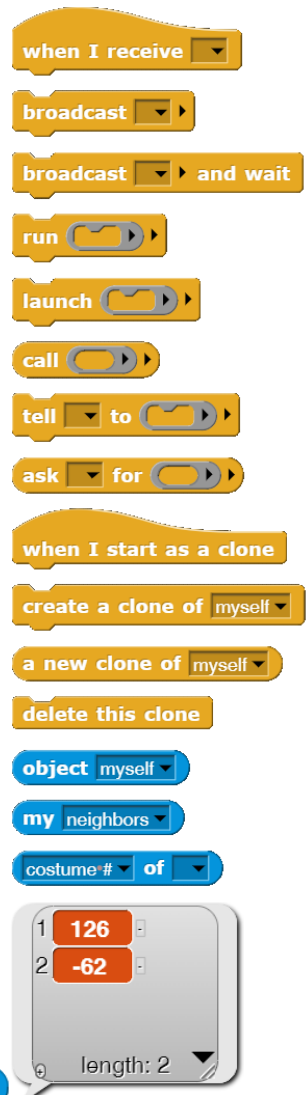 when I receive
broadcast
broadcast and wait
run
launch
call
tell to
ask for
when I start as a clone
create a clone of myself
a new clone of myself
delete this clone
object myself
my neighbors
costume # of
1 126 -
2 -62 -
+ length: 2